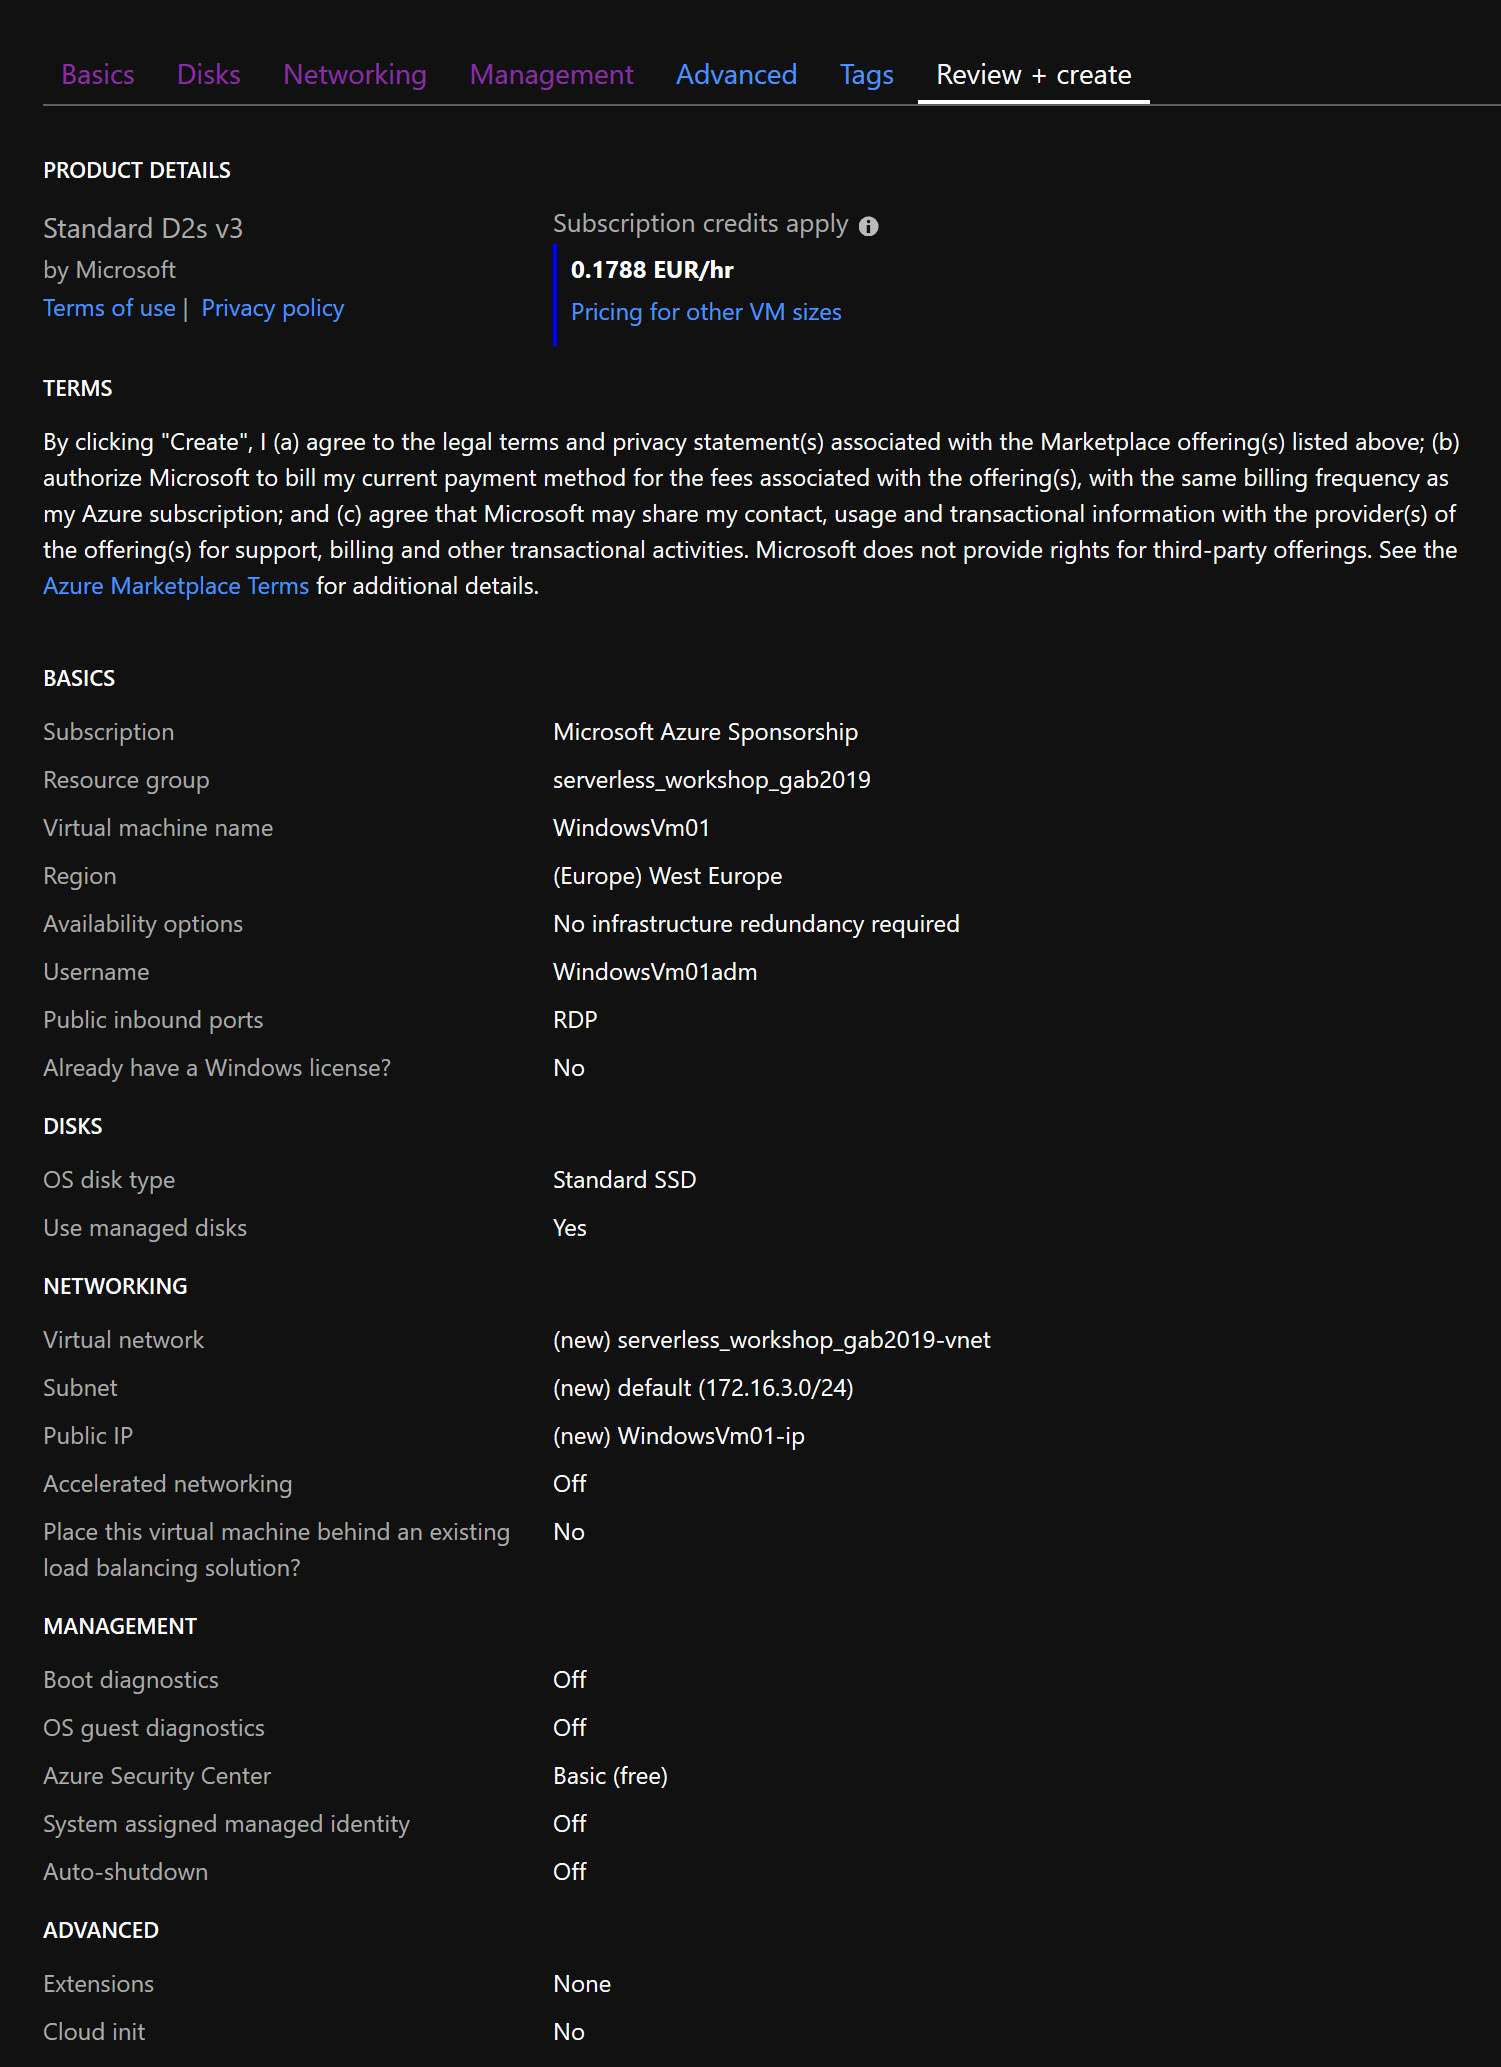 Basics Disks Networking Management Advanced Tags Review + create
PRODUCT DETAILS
Standard D2s v3
by Microsoft
Terms of use | Privacy policy
Subscription credits apply
0.1788 EUR/hr
Pricing for other VM sizes
TERMS
By clicking "Create", I (a) agree to the legal terms and privacy statement(s) associated with the Marketplace offering(s) listed above; (b)
authorize Microsoft to bill my current payment method for the fees associated with the offering(s), with the same billing frequency as
my Azure subscription; and (c) agree that Microsoft may share my contact, usage and transactional information with the provider(s) of
the offering(s) for support, billing and other transactional activities. Microsoft does not provide rights for third-party offerings. See the
Azure Marketplace Terms for additional details.
BASICS
Subscription Microsoft Azure Sponsorship
Resource group serverless_workshop_gab2019
Virtual machine name WindowsVm01
Region (Europe) West Europe
Availability options No infrastructure redundancy required
Username WindowsVm01adm
Public inbound ports RDP
Already have a Windows license? No
DISKS
OS disk type Standard SSD
Use managed disks Yes
NETWORKING
Virtual network (new) serverless_workshop_gab2019-vnet
Subnet (new) default (172.16.3.0/24)
Public IP (new) WindowsVm01-ip
Accelerated networking Off
Place this virtual machine behind an existing No
load balancing solution?
MANAGEMENT
Boot diagnostics Off
OS guest diagnostics Off
Azure Security Center Basic (free)
System assigned managed identity Off
Auto-shutdown Off
ADVANCED
Extensions None
Cloud init No